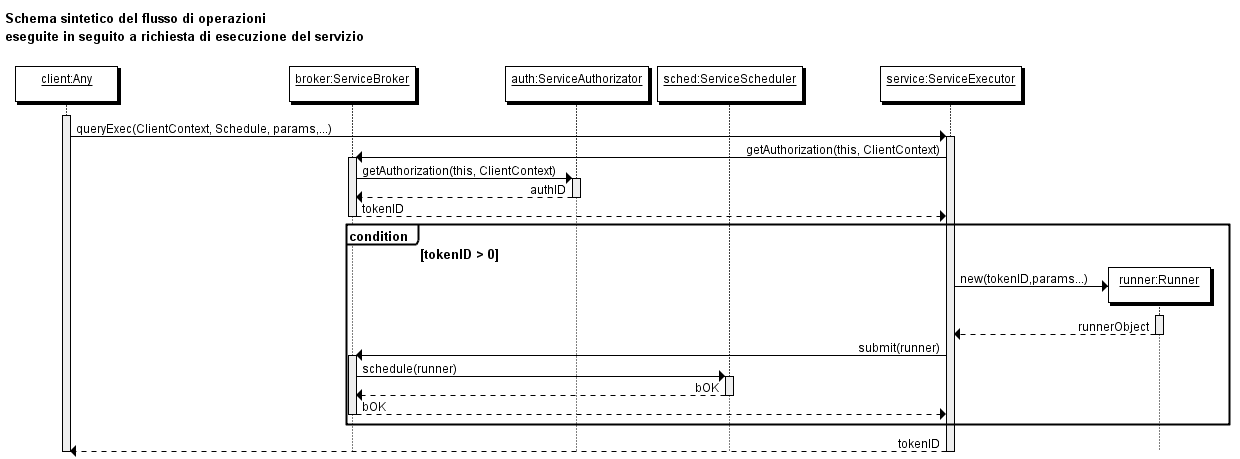 Schema sintetico del flusso di operazioni
eseguite in seguito a richiesta di esecuzione del servizio
client:Any
broker:ServiceBroker
auth:ServiceAuthorizator
sched:ServiceScheduler
service:ServiceExecutor
queryExec(ClientContext, Schedule, params,...)
getAuthorization(this, ClientContext)
getAuthorization(this, ClientContext)
authID
tokenID
condition
[tokenID > 0]
new(tokenID,params...)
runner:Runner
runnerObject
submit(runner)
schedule(runner)
bOK
bOK
tokenID